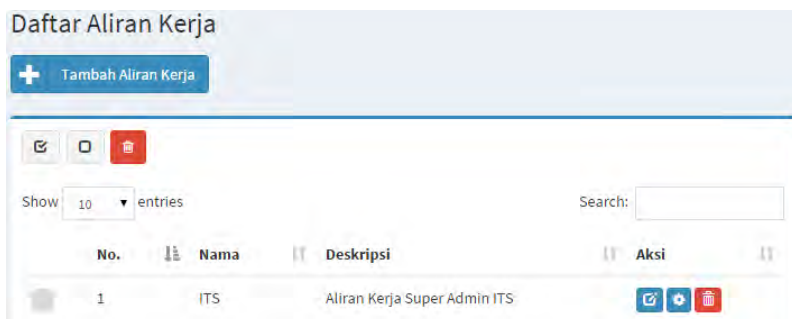 Daftar Aliran Kerja
Tambah Aliran Kerja
Show 10 entries Search:
No. Nama Deskripsi Aksi
1 ITS Aliran Kerja Super Admin ITS